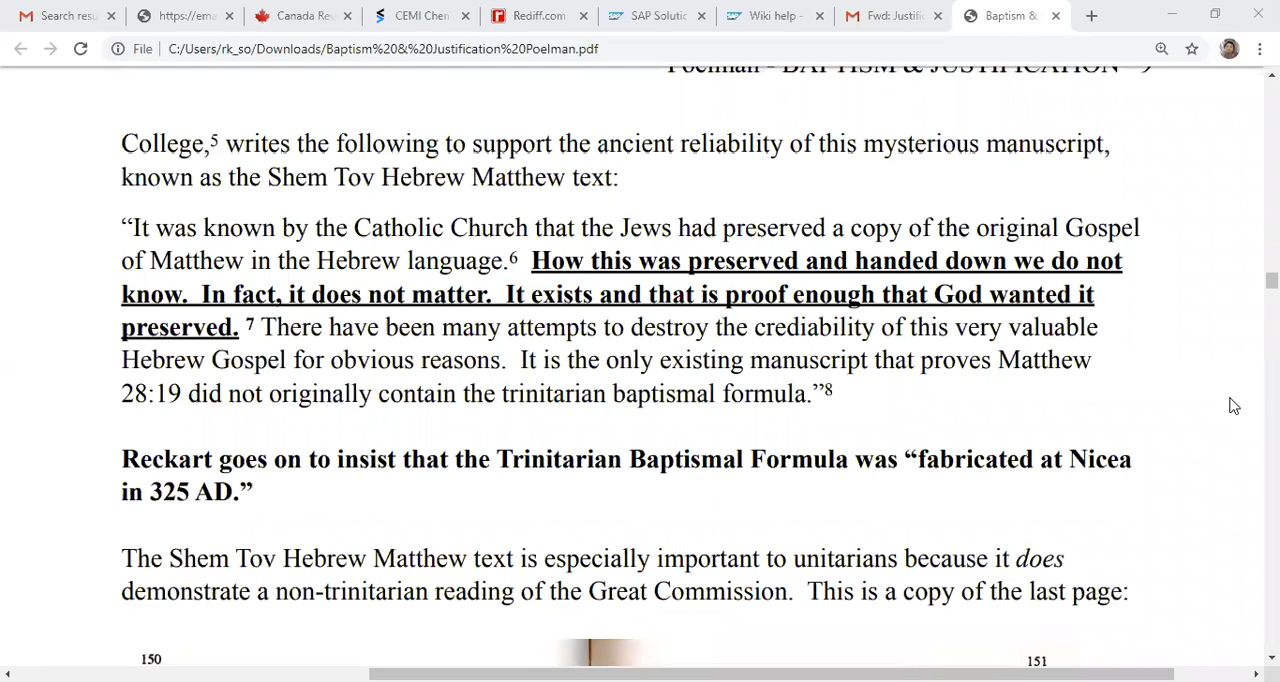 Search resu
https://ema
Canada Re
CEMI Chen
Rediff.com
SAP Solutic
Wiki help -
Fwd: Justifi
Baptism &
File
C:/Users/rk_so/Downloads/Baptism%20&%20Justification%20Poelman.pdf
Poelman - BAPTISM & JUSTIFICATION - 9
College,5 writes the following to support the ancient reliability of this mysterious manuscript,
known as the Shem Tov Hebrew Matthew text:
“It was known by the Catholic Church that the Jews had preserved a copy of the original Gospel
of Matthew in the Hebrew language.6 How this was preserved and handed down we do not
know. In fact, it does not matter. It exists and that is proof enough that God wanted it
preserved. 7 There have been many attempts to destroy the crediability of this very valuable
Hebrew Gospel for obvious reasons. It is the only existing manuscript that proves Matthew
28:19 did not originally contain the trinitarian baptismal formula.”8
Reckart goes on to insist that the Trinitarian Baptismal Formula was “fabricated at Nicea
in 325 AD.”
The Shem Tov Hebrew Matthew text is especially important to unitarians because it does
demonstrate a non-trinitarian reading of the Great Commission. This is a copy of the last page:
150
151